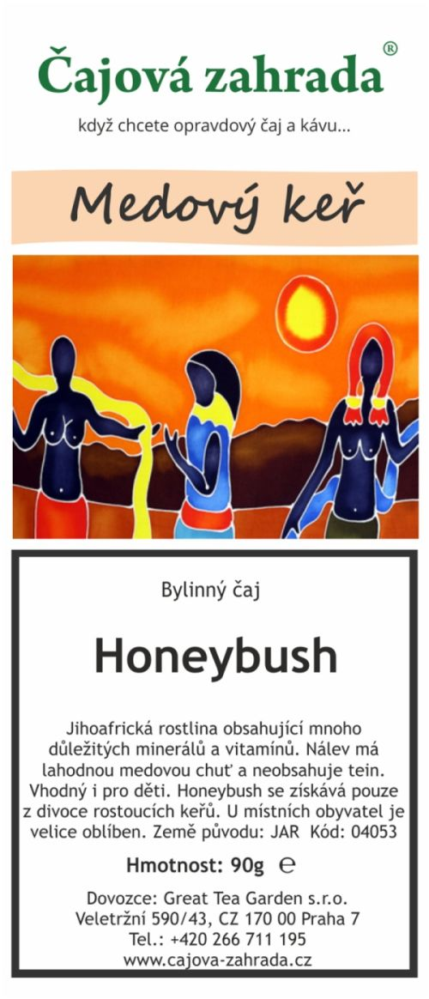 Čajová zahrada®
když chcete opravdový čaj a kávu...
Medový keř
Bylinný čaj
Honeybush
Jihoafrická rostlina obsahující mnoho
důležitých minerálů a vitamínů. Nálev má
lahodnou medovou chuť a neobsahuje tein.
Vhodný i pro děti. Honeybush se získává pouze
z divoce rostoucích keřů. U místních obyvatel je
velice oblíben. Země původu: JAR Kód: 04053
Hmotnost: 90g ℮
Dovozce: Great Tea Garden s.r.o.
Veletržní 590/43, CZ 170 00 Praha 7
Tel.: +420 266 711 195
www.cajova-zahrada.cz